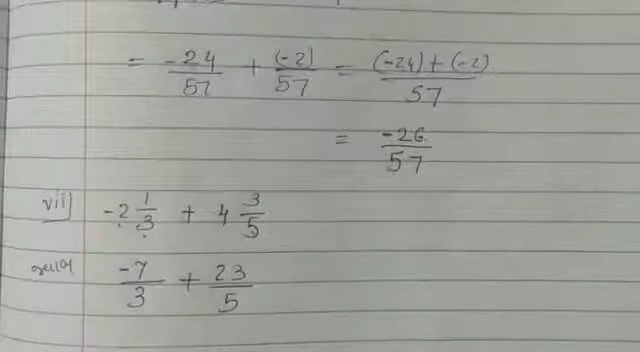 = -24/57 + (-2)/57 = (-24)+(-2)/57
= -26/57
vii) -2 1/3 + 4 3/5
-7/3 + 23/5